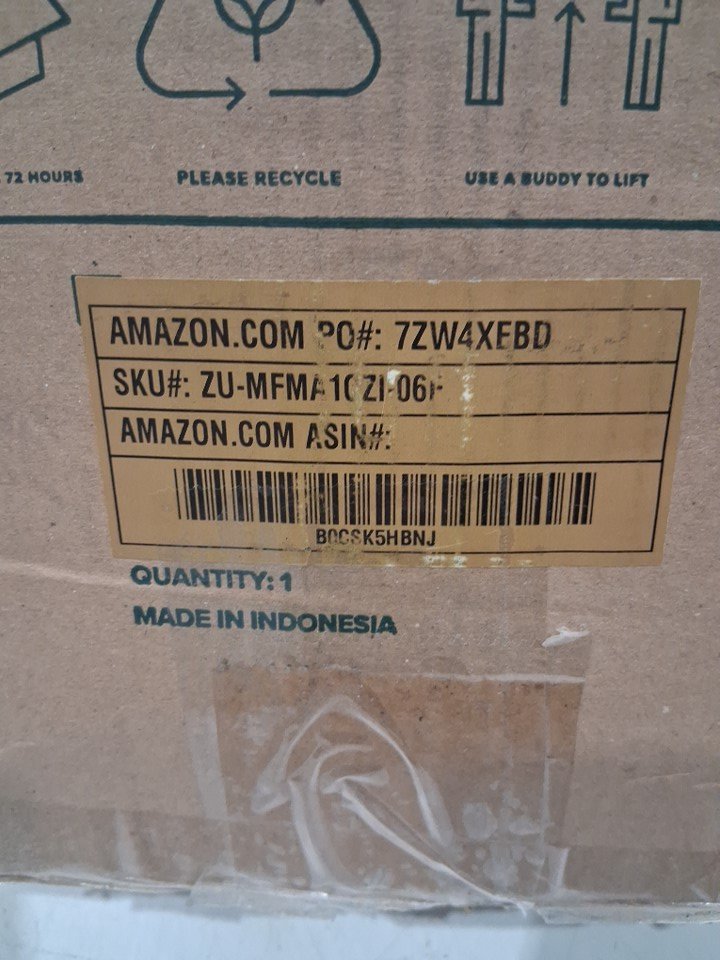 72 HOURS
PLEASE RECYCLE
USE A BUDDY TO LIFT
AMAZON.COM PO#: 7ZW4XEBD
SKU#:
AMAZON.COM ASIN#:
B0CSK5HBNJ
QUANTITY: 1
MADE IN INDONESIA